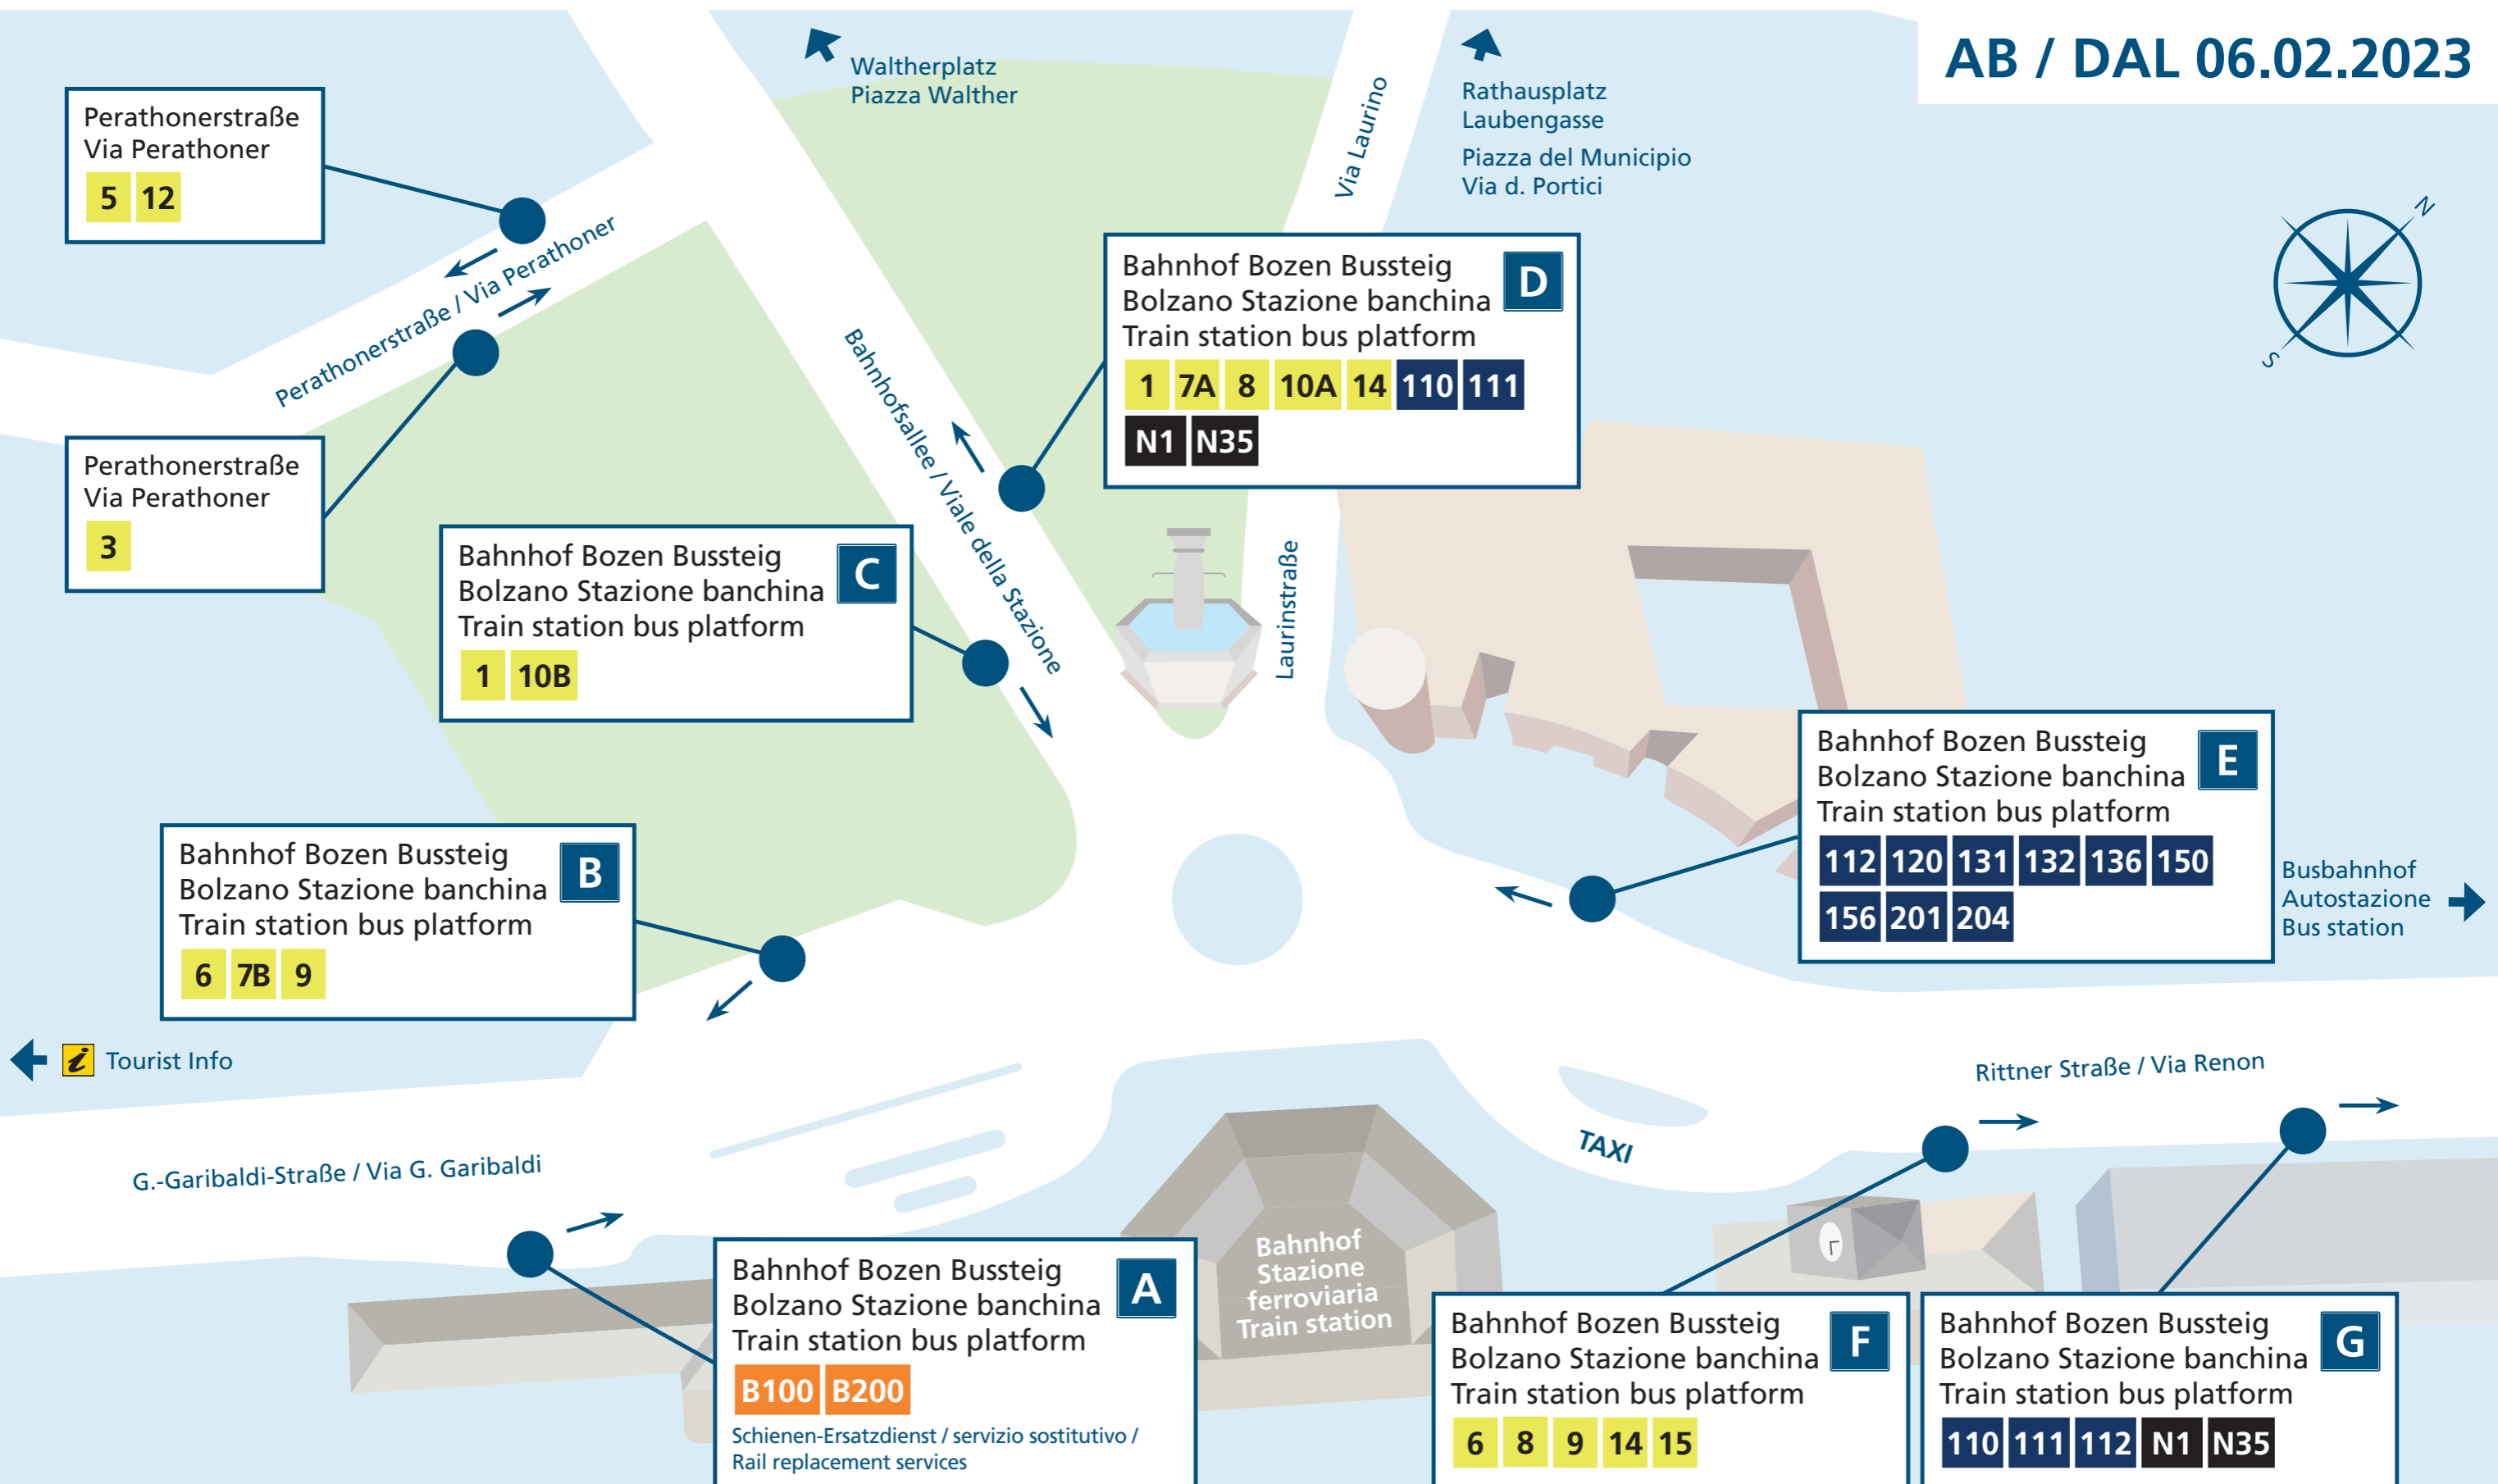 AB / DAL 06.02.2023
Waltherplatz
Piazza Walther
Rathausplatz
Laubengasse
Piazza del Municipio
Via d. Portici
Via Laurino
N
S
Perathonerstraße
Via Perathoner
5 12
Perathonerstraße / Via Perathoner
Perathonerstraße
Via Perathoner
3
Bahnhofsallee / Viale della Stazione
Bahnhof Bozen Bussteig
Bolzano Stazione banchina
Train station bus platform
D
1 7A 8 10A 14 110 111
N1 N35
Bahnhof Bozen Bussteig
Bolzano Stazione banchina
Train station bus platform
C
1 10B
Laurinstraße
Bahnhof Bozen Bussteig
Bolzano Stazione banchina
Train station bus platform
E
112 120 131 132 136 150
156 201 204
Busbahnhof
Autostazione
Bus station
Bahnhof Bozen Bussteig
Bolzano Stazione banchina
Train station bus platform
B
6 7B 9
i Tourist Info
Rittner Straße / Via Renon
TAXI
G.-Garibaldi-Straße / Via G. Garibaldi
Bahnhof
Stazione
ferroviaria
Train station
Bahnhof Bozen Bussteig
Bolzano Stazione banchina
Train station bus platform
A
B100 B200
Schienen-Ersatzdienst / servizio sostitutivo /
Rail replacement services
Bahnhof Bozen Bussteig
Bolzano Stazione banchina
Train station bus platform
F
6 8 9 14 15
Bahnhof Bozen Bussteig
Bolzano Stazione banchina
Train station bus platform
G
110 111 112 N1 N35